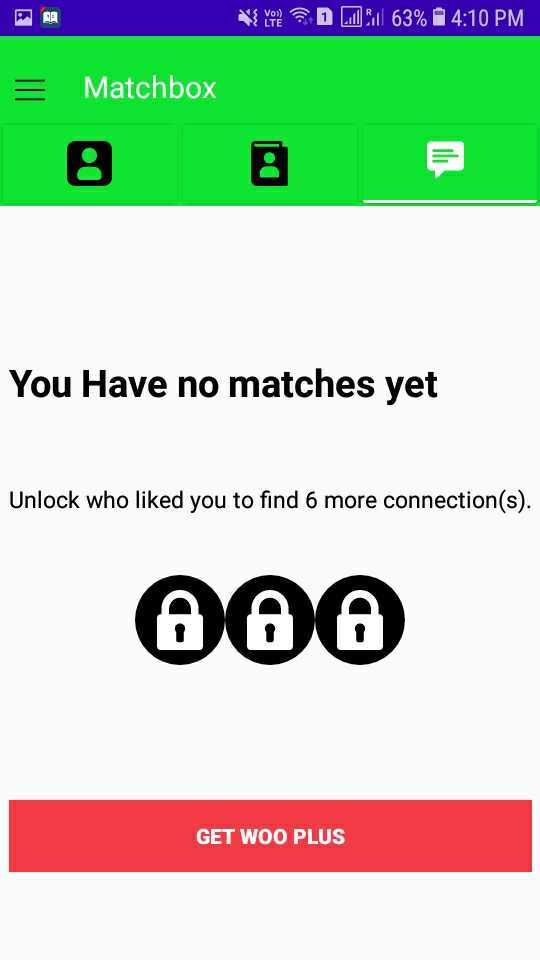 Vo)) LTE 1 R 63% 4:10 PM
Matchbox
You Have no matches yet
Unlock who liked you to find 6 more connection(s).
GET WOO PLUS